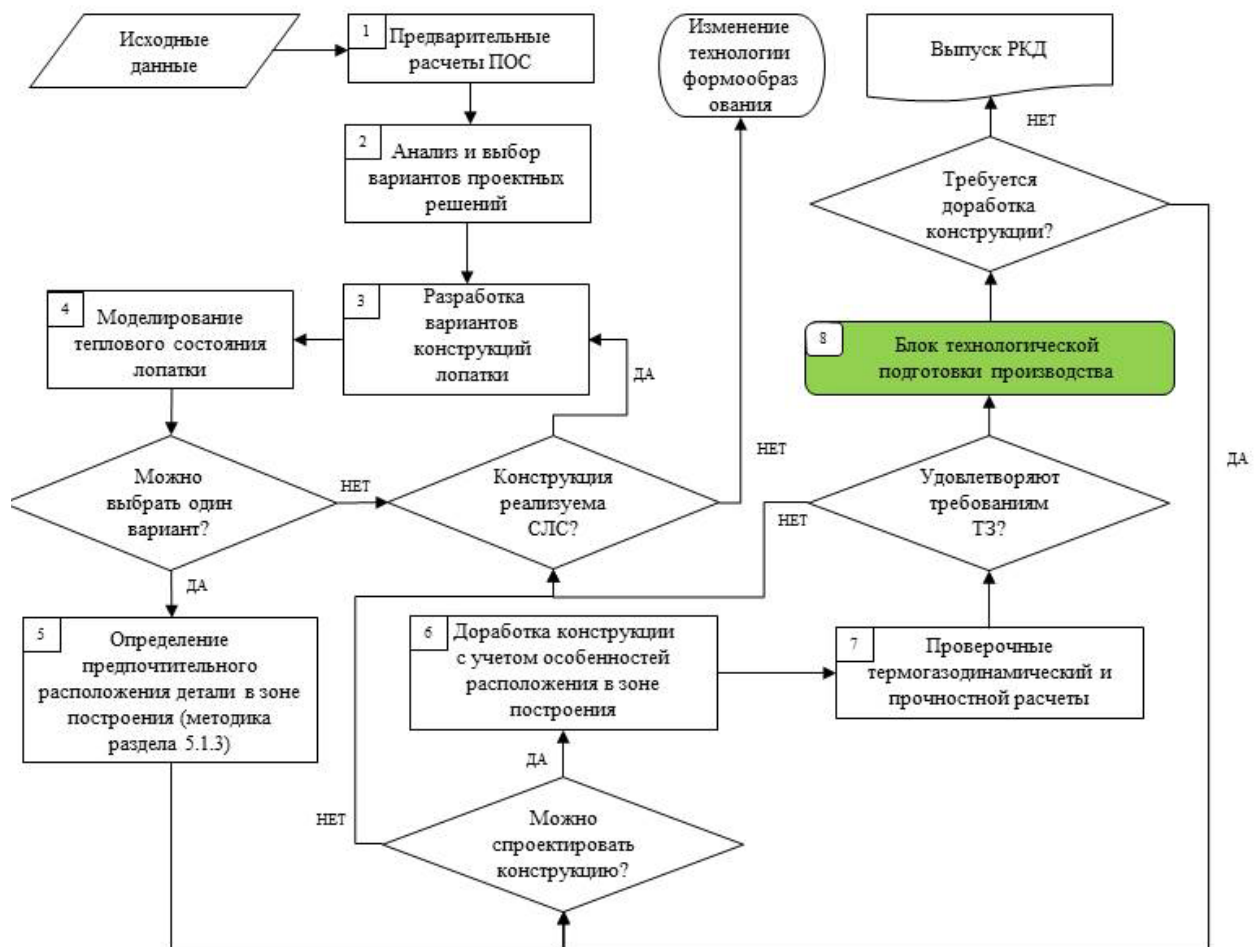 Исходные
данные
1
Предварительные
расчеты ПОС
Изменение
технологии
формообраз
ования
Выпуск РКД
НЕТ
2
Анализ и выбор
вариантов проектных
решений
Требуется
доработка
конструкции?
3
Разработка
вариантов
конструкций
лопатки
4
Моделирование
теплового состояния
лопатки
8
Блок технологической
подготовки производства
ДА
Можно
выбрать один
вариант?
НЕТ
Конструкция
реализуема
СЛС?
НЕТ
Удовлетворяют
требованиям
ТЗ?
НЕТ
ДА
ДА
5
Определение
предпочтительного
расположения детали в зоне
построения (методика
раздела 5.1.3)
6
Доработка конструкции
с учетом особенностей
расположения в зоне
построения
7
Проверочные
термогазодинамический и
прочностной расчеты
ДА
НЕТ
Можно
спроектировать
конструкцию?